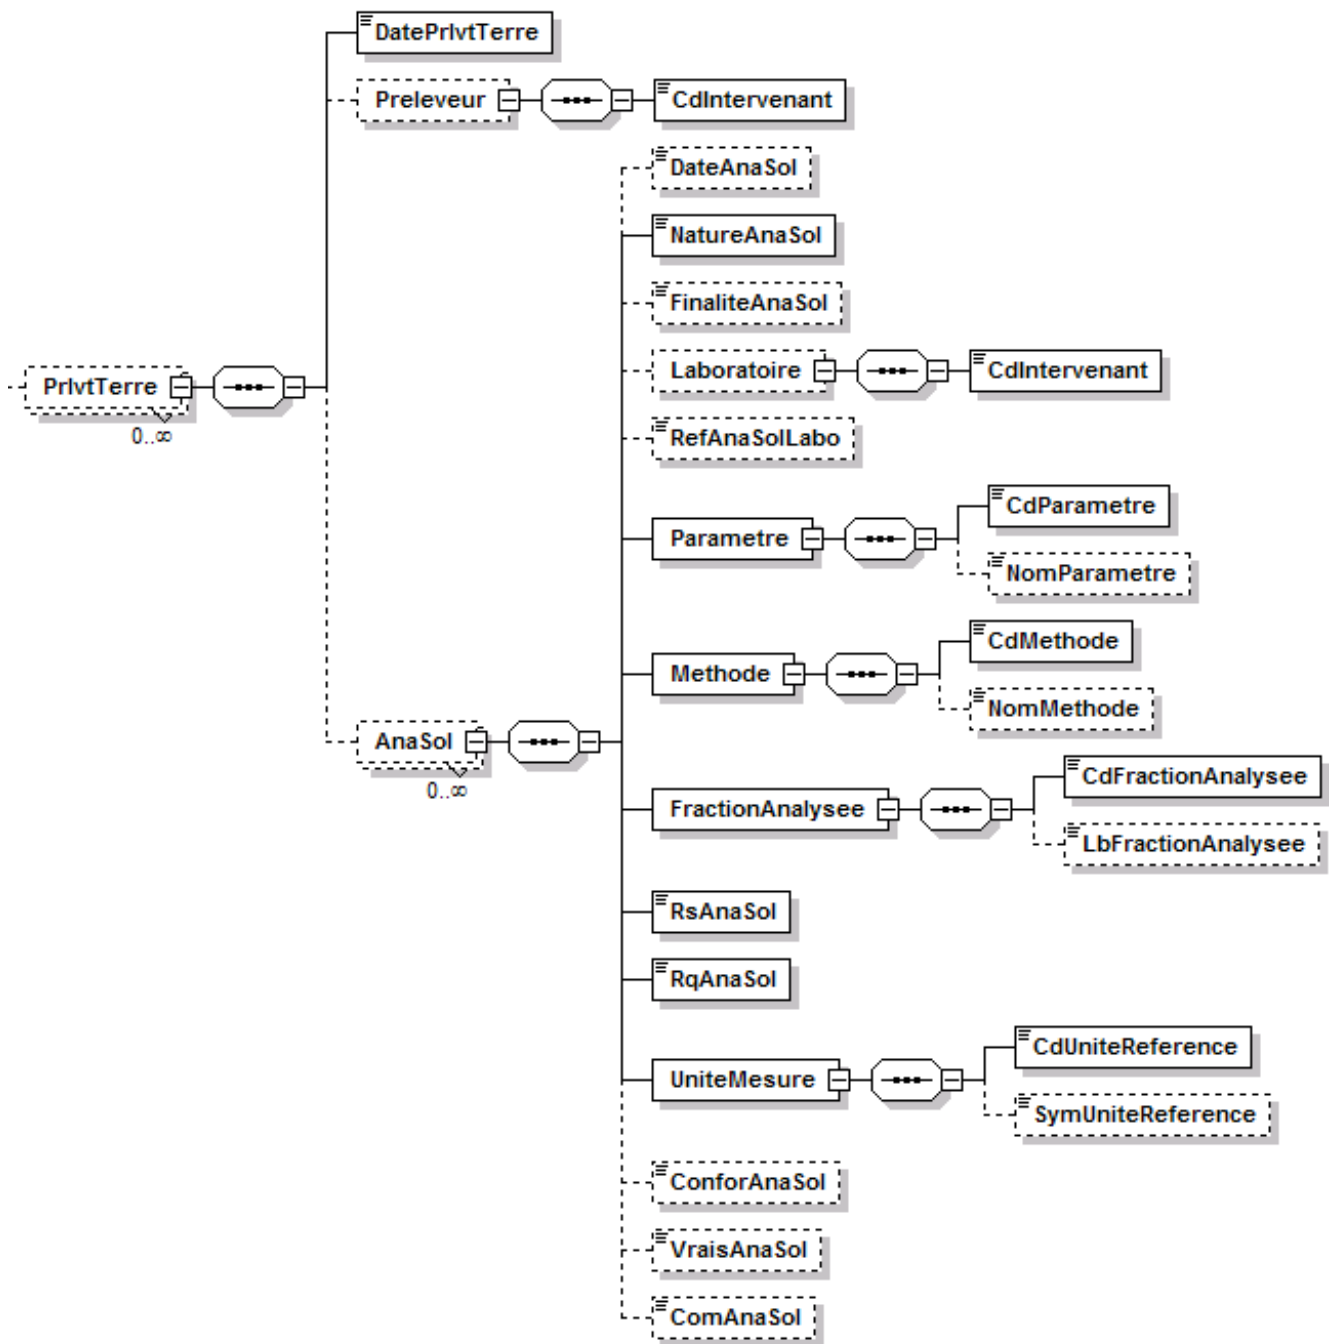 DatePrlvtTerre
Preleveur
CdIntervenant
DateAnaSol
NatureAnaSol
FinaliteAnaSol
PrlvtTerre
0..∞
Laboratoire
CdIntervenant
RefAnaSolLabo
CdParametre
Parametre
NomParametre
CdMethode
Methode
NomMethode
AnaSol
0..∞
CdFractionAnalysee
FractionAnalysee
LbFractionAnalysee
RsAnaSol
RqAnaSol
CdUniteReference
UniteMesure
SymUniteReference
ConforAnaSol
VraisAnaSol
ComAnaSol